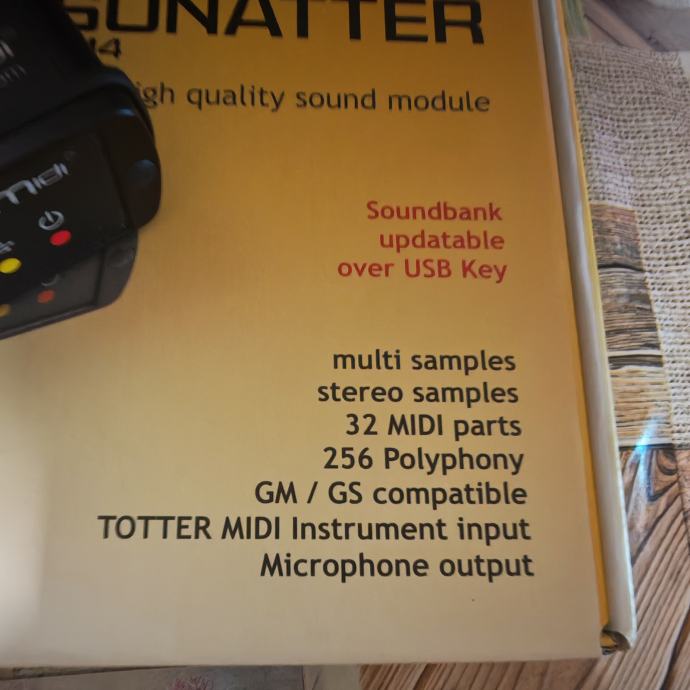 SONATTER
igh quality sound module
midi
Soundbank
updatable
over USB Key
multi samples
stereo samples
32 MIDI parts
256 Polyphony
GM / GS compatible
TOTTER MIDI Instrument input
Microphone output